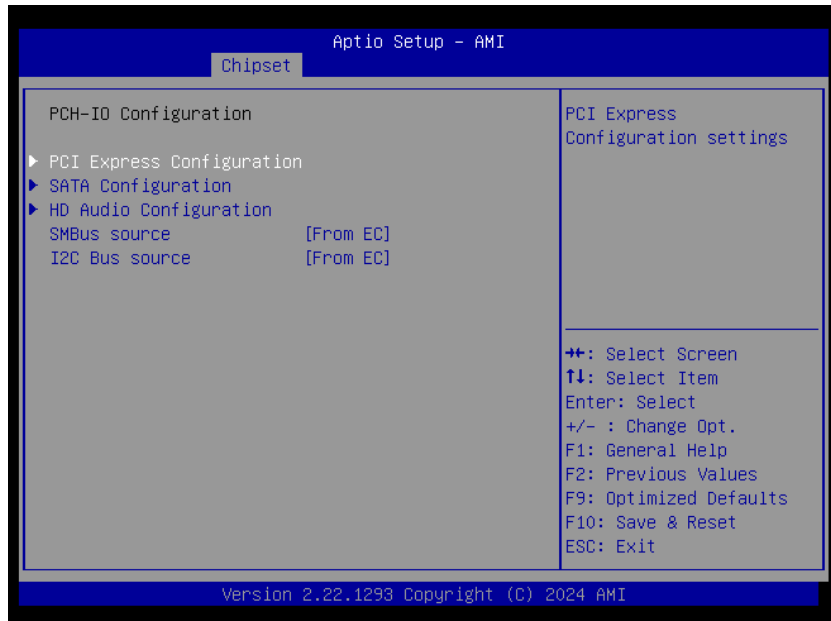 Aptio Setup – AMI
Chipset
PCH-IO Configuration
PCI Express Configuration
SATA Configuration
HD Audio Configuration
SMBus source [From EC]
I2C Bus source [From EC]
PCI Express
Configuration settings
→←: Select Screen
↑↓: Select Item
Enter: Select
+/- : Change Opt.
F1: General Help
F2: Previous Values
F9: Optimized Defaults
F10: Save & Reset
ESC: Exit
Version 2.22.1293 Copyright (C) 2024 AMI